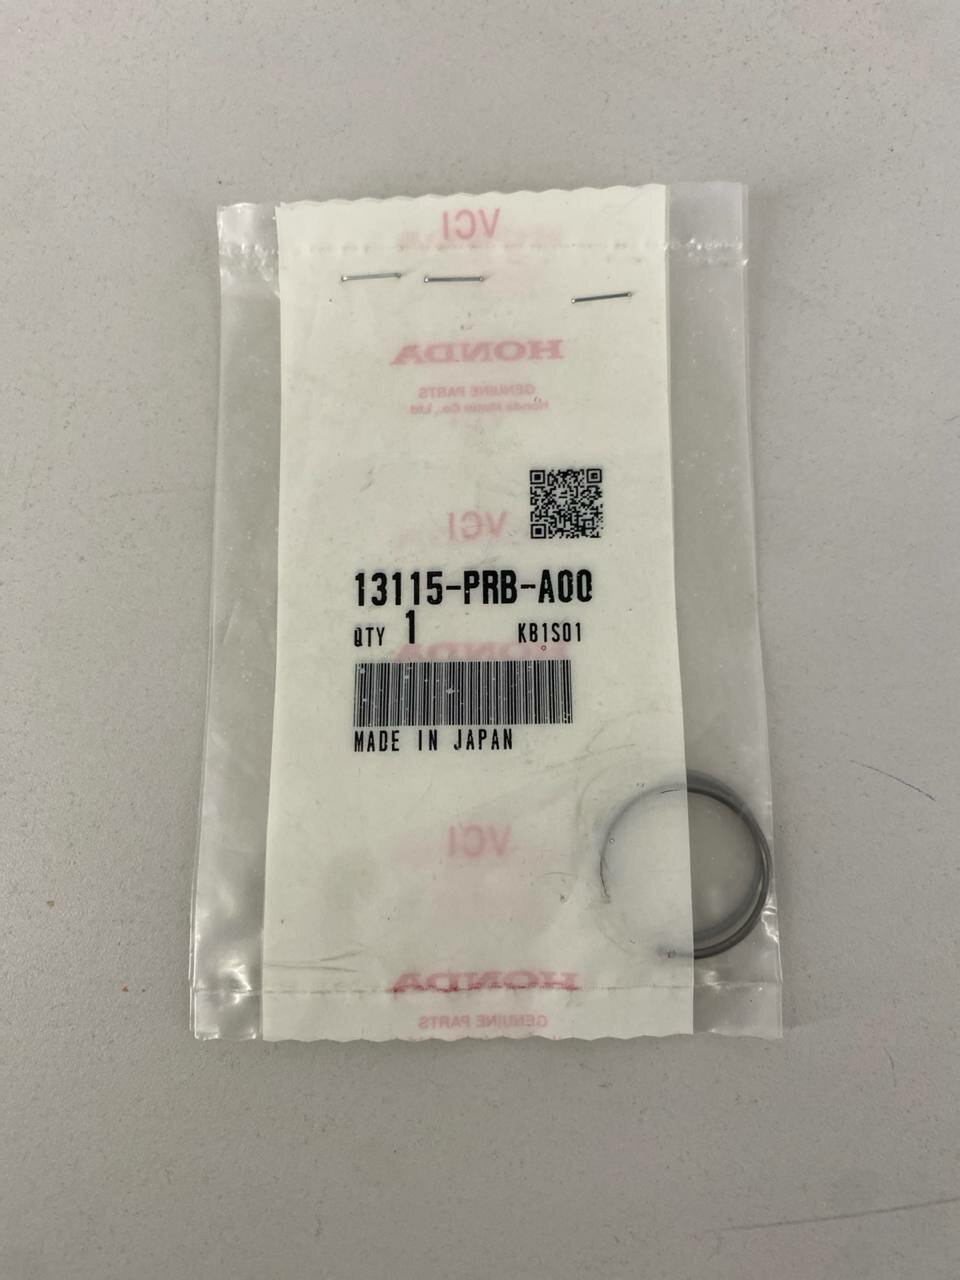 VCI
HONDA
GENUINE PARTS
Honda Motor Co., Ltd.
VCI
13115-PRB-A00
QTY 1 KB1S01
HONDA
MADE IN JAPAN
VCI
HONDA
GENUINE PARTS